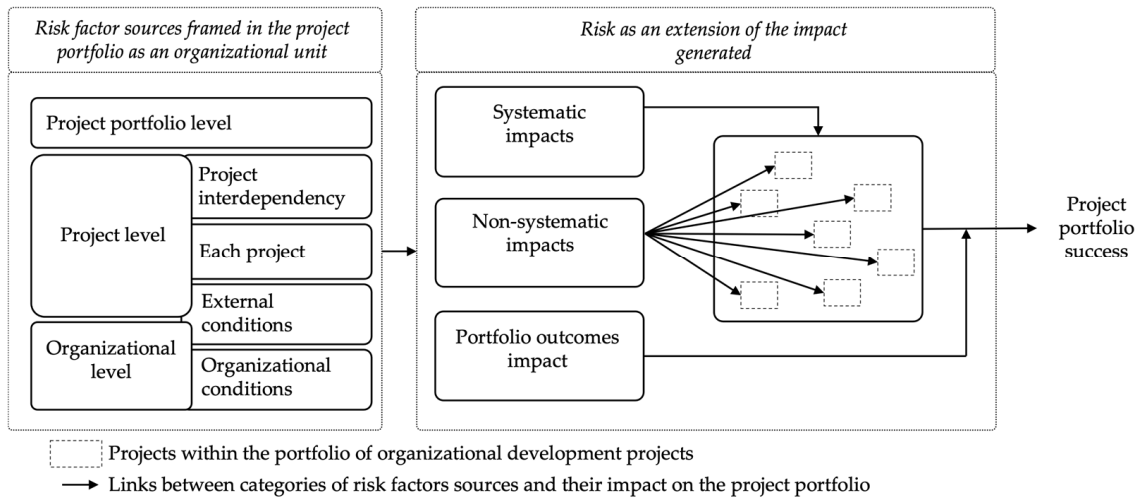 Risk factor sources framed in the project
portfolio as an organizational unit
Risk as an extension of the impact
generated
Project portfolio level
Project level
Project
interdependency
Each project
External
conditions
Organizational
level
Organizational
conditions
Systematic
impacts
Non-systematic
impacts
Portfolio outcomes
impact
Project
portfolio
success
Projects within the portfolio of organizational development projects
Links between categories of risk factors sources and their impact on the project portfolio